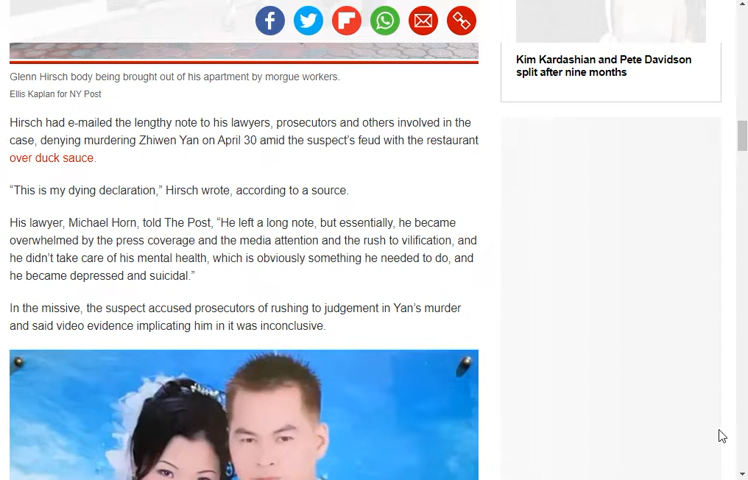 Kim Kardashian and Pete Davidson
split after nine months
Glenn Hirsch body being brought out of his apartment by morgue workers.
Ellis Kaplan for NY Post
Hirsch had e-mailed the lengthy note to his lawyers, prosecutors and others involved in the
case, denying murdering Zhiwen Yan on April 30 amid the suspect’s feud with the restaurant
over duck sauce.
“This is my dying declaration,” Hirsch wrote, according to a source.
His lawyer, Michael Horn, told The Post, “He left a long note, but essentially, he became
overwhelmed by the press coverage and the media attention and the rush to vilification, and
he didn’t take care of his mental health, which is obviously something he needed to do, and
he became depressed and suicidal.”
In the missive, the suspect accused prosecutors of rushing to judgement in Yan’s murder
and said video evidence implicating him in it was inconclusive.